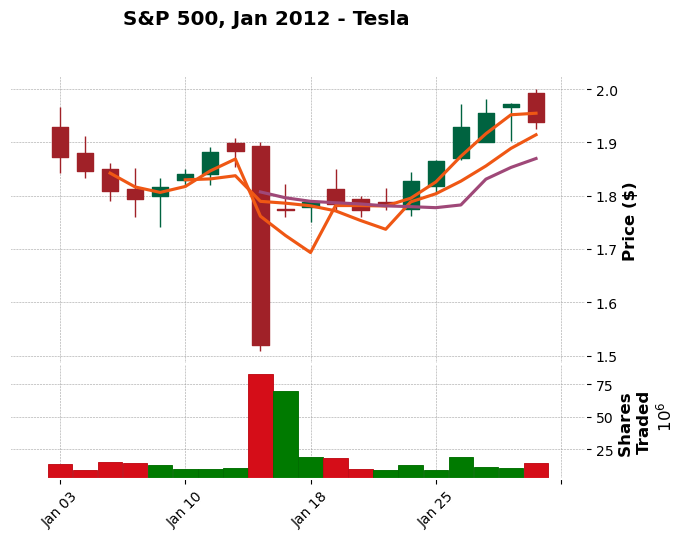 S&P 500, Jan 2012 - Tesla
2.0
1.9
1.8
1.7
1.6
1.5
Price ($)
75
50
25
Shares
Traded
10⁶
Jan 03
Jan 10
Jan 18
Jan 25